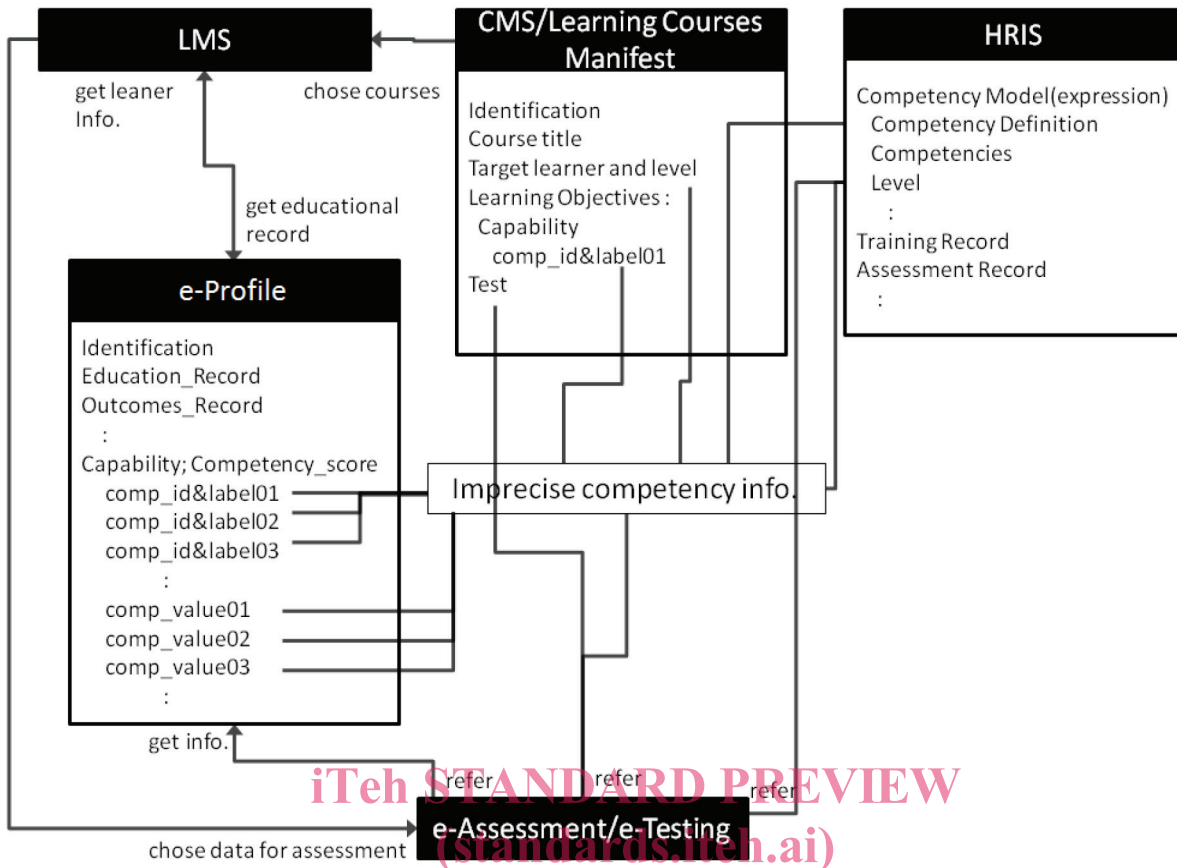 LMS
get leaner
Info.
chose courses
CMS/Learning Courses
Manifest
Identification
Course title
Target learner and level
Learning Objectives :
Capability
comp_id&label01
Test
HRIS
Competency Model(expression)
Competency Definition
Competencies
Level
:
Training Record
Assessment Record
:
get educational
record
e-Profile
Identification
Education_Record
Outcomes_Record
:
Capability; Competency_score
comp_id&label01
comp_id&label02
comp_id&label03
:
comp_value01
comp_value02
comp_value03
:
Imprecise competency info.
get info.
refer
refer
refer
iTeh STANDARD PREVIEW
e-Assessment/e-Testing
(standards.iteh.ai)
chose data for assessment